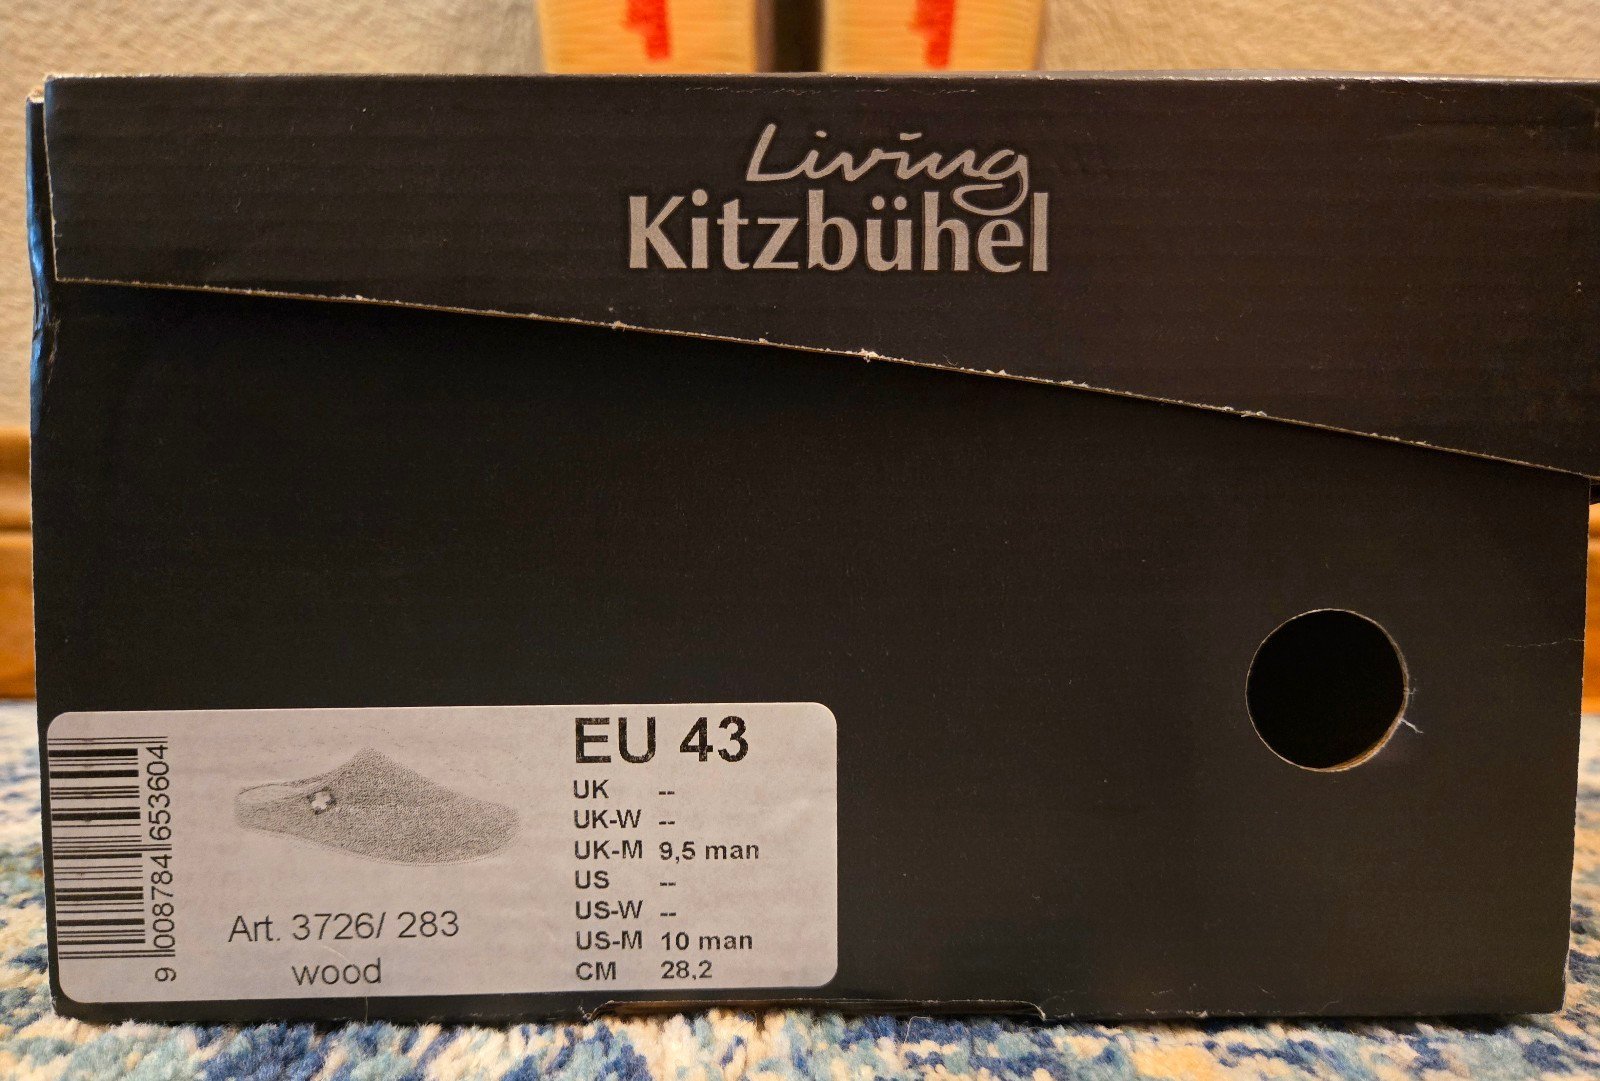 Living
Kitzbühel
EU 43
UK --
UK-W --
UK-M 9,5 man
US --
US-W --
US-M 10 man
CM 28,2
Art. 3726/ 283
wood
9 008784 653604